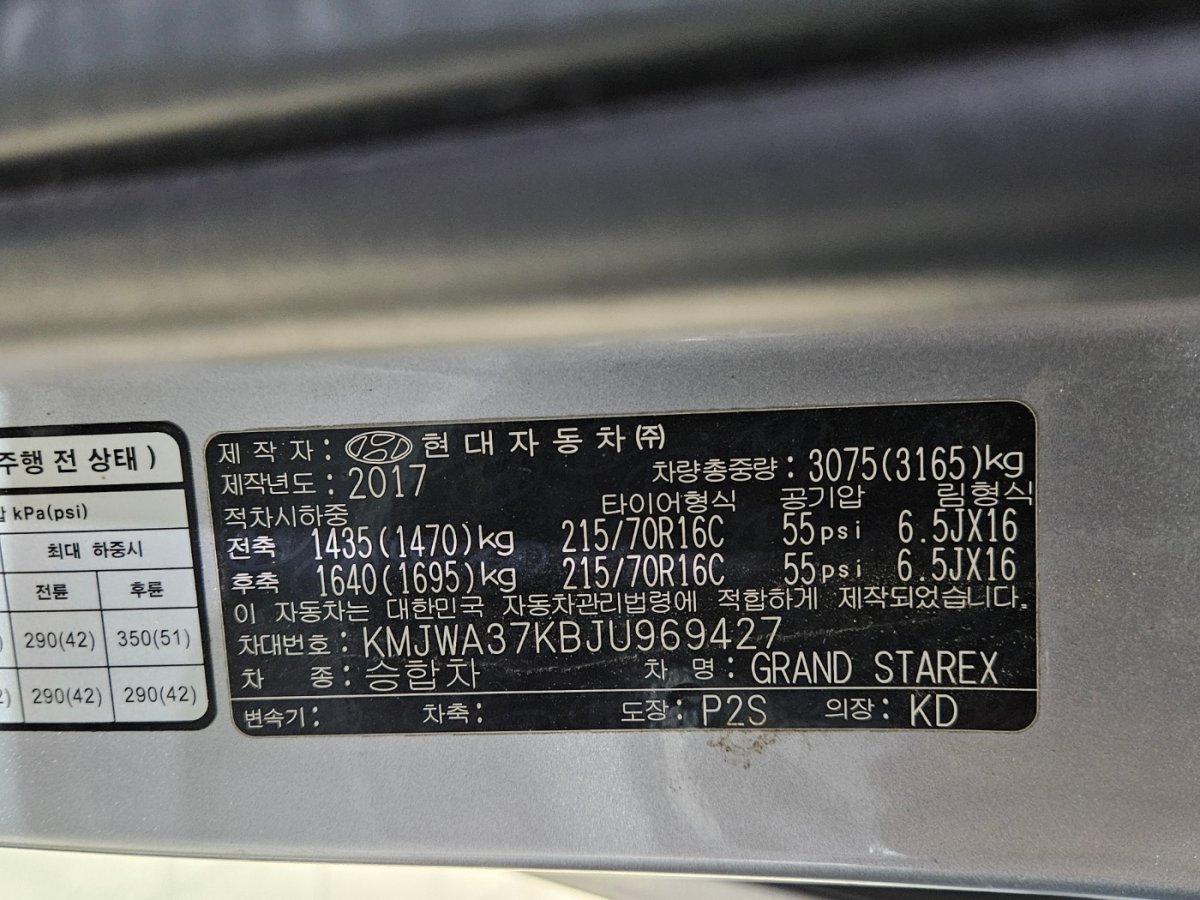 주행 전 상태 )
kPa(psi)
최대 하중시
전륜 후륜
290(42) 350(51)
290(42) 290(42)
제 작 자 : 현대자동차(주)
제작년도 : 2017 차량총중량 : 3075(3165)kg
적차시하중 타이어형식 공기압 림형식
전축 1435(1470)kg 215/70R16C 55psi 6.5JX16
후축 1640(1695)kg 215/70R16C 55psi 6.5JX16
이 자동차는 대한민국 자동차관리법령에 적합하게 제작되었습니다.
차대번호 : KMJWA37KBJU969427
차 종 : 승합차 차 명 : GRAND STAREX
변속기 : 차축 : 도장 : P2S 의장 : KD